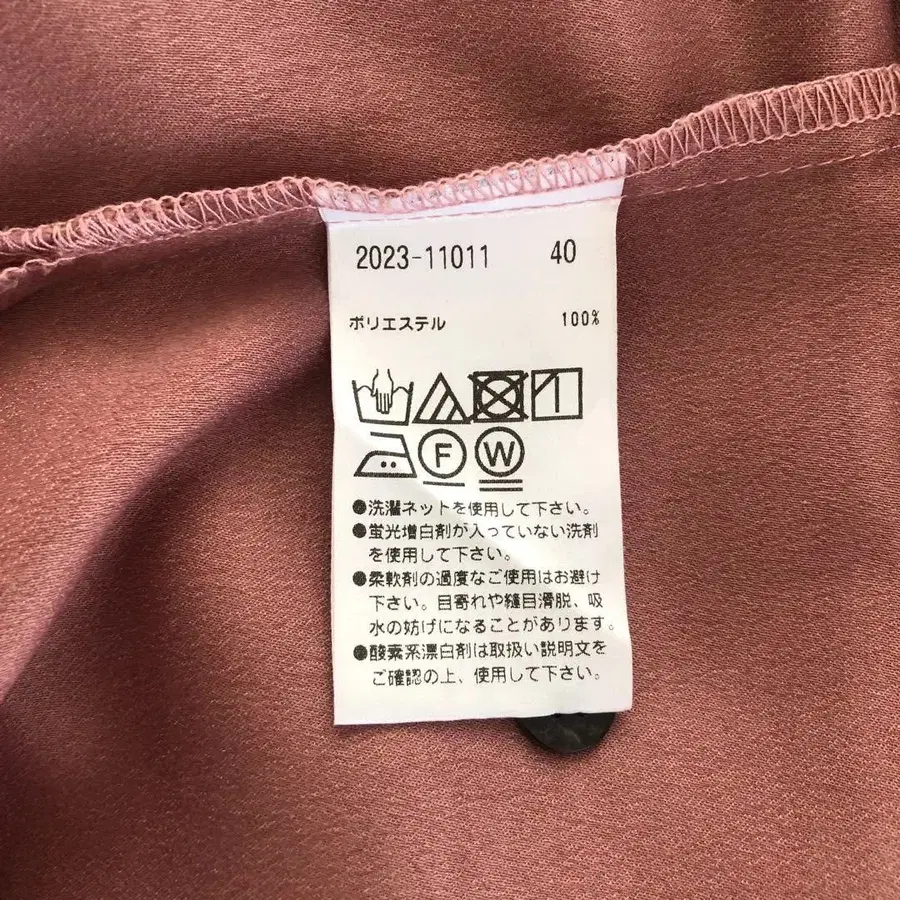 2023-11011 40
ポリエステル 100%
F W
●洗濯ネットを使用して下さい。
●蛍光増白剤が入っていない洗剤
を使用して下さい。
●柔軟剤の過度なご使用はお避け
下さい。目寄れや縫目滑脱、吸
水の妨げになることがあります。
●酸素系漂白剤は取扱い説明文を
ご確認の上、使用して下さい。